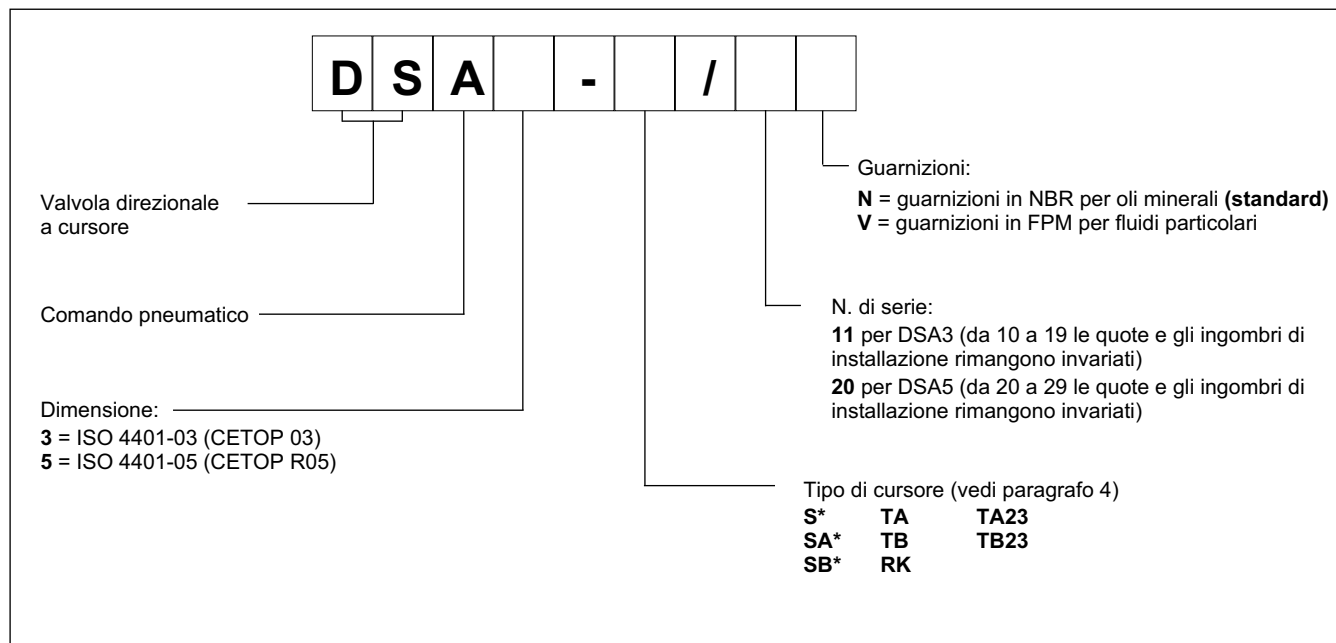 D S A - /
Valvola direzionale
a cursore
Comando pneumatico
Dimensione:
3 = ISO 4401-03 (CETOP 03)
5 = ISO 4401-05 (CETOP R05)
Guarnizioni:
N = guarnizioni in NBR per oli minerali (standard)
V = guarnizioni in FPM per fluidi particolari
N. di serie:
11 per DSA3 (da 10 a 19 le quote e gli ingombri di
installazione rimangono invariati)
20 per DSA5 (da 20 a 29 le quote e gli ingombri di
installazione rimangono invariati)
Tipo di cursore (vedi paragrafo 4)
S* TA TA23
SA* TB TB23
SB* RK